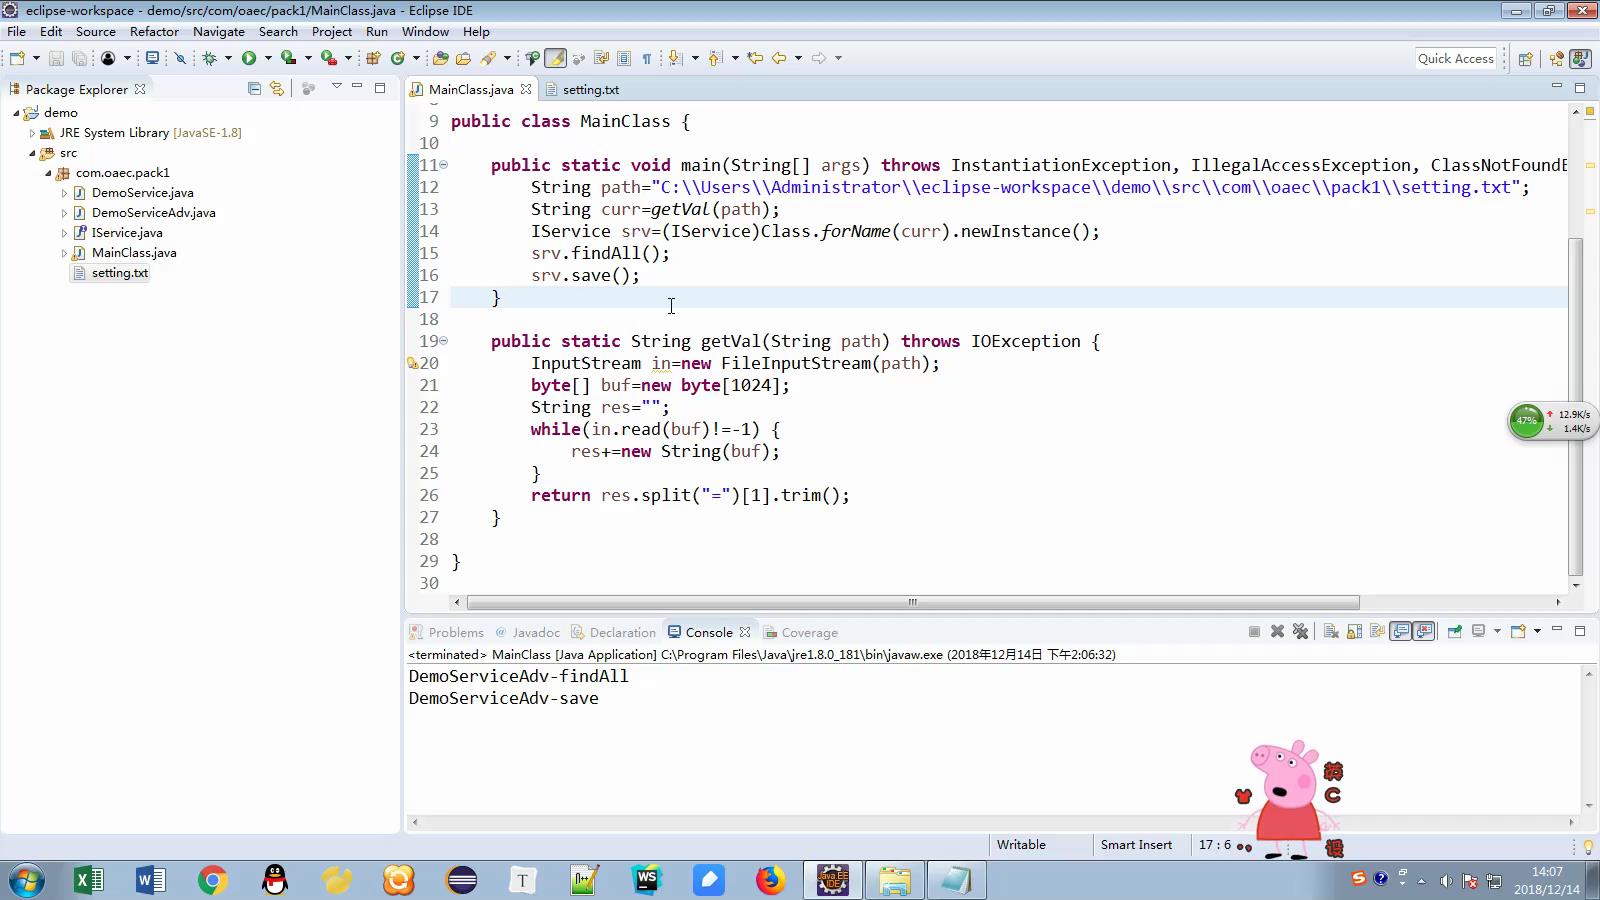 eclipse-workspace - demo/src/com/oaec/pack1/MainClass.java - Eclipse IDE
File Edit Source Refactor Navigate Search Project Run Window Help
Quick Access
Package Explorer
MainClass.java
setting.txt
demo
JRE System Library [JavaSE-1.8]
src
com.oaec.pack1
DemoService.java
DemoServiceAdv.java
IService.java
MainClass.java
setting.txt
9 public class MainClass {
10
11 public static void main(String[] args) throws InstantiationException, IllegalAccessException, ClassNotFoundE
12 String path="C:\\Users\\Administrator\\eclipse-workspace\\demo\\src\\com\\oaec\\pack1\\setting.txt";
13 String curr=getVal(path);
14 IService srv=(IService)Class.forName(curr).newInstance();
15 srv.findAll();
16 srv.save();
17 }
18
19 public static String getVal(String path) throws IOException {
20 InputStream in=new FileInputStream(path);
21 byte[] buf=new byte[1024];
22 String res="";
23 while(in.read(buf)!=-1) {
24 res+=new String(buf);
25 }
26 return res.split("=")[1].trim();
27 }
28
29 }
30
47%
12.9K/s
1.4K/s
Problems @ Javadoc Declaration Console Coverage
<terminated> MainClass [Java Application] C:\Program Files\Java\jre1.8.0_181\bin\javaw.exe (2018年12月14日 下午2:06:32)
DemoServiceAdv-findAll
DemoServiceAdv-save
英
C
设
Writable
Smart Insert
17 : 6
Java EE
IDE
14:07
2018/12/14